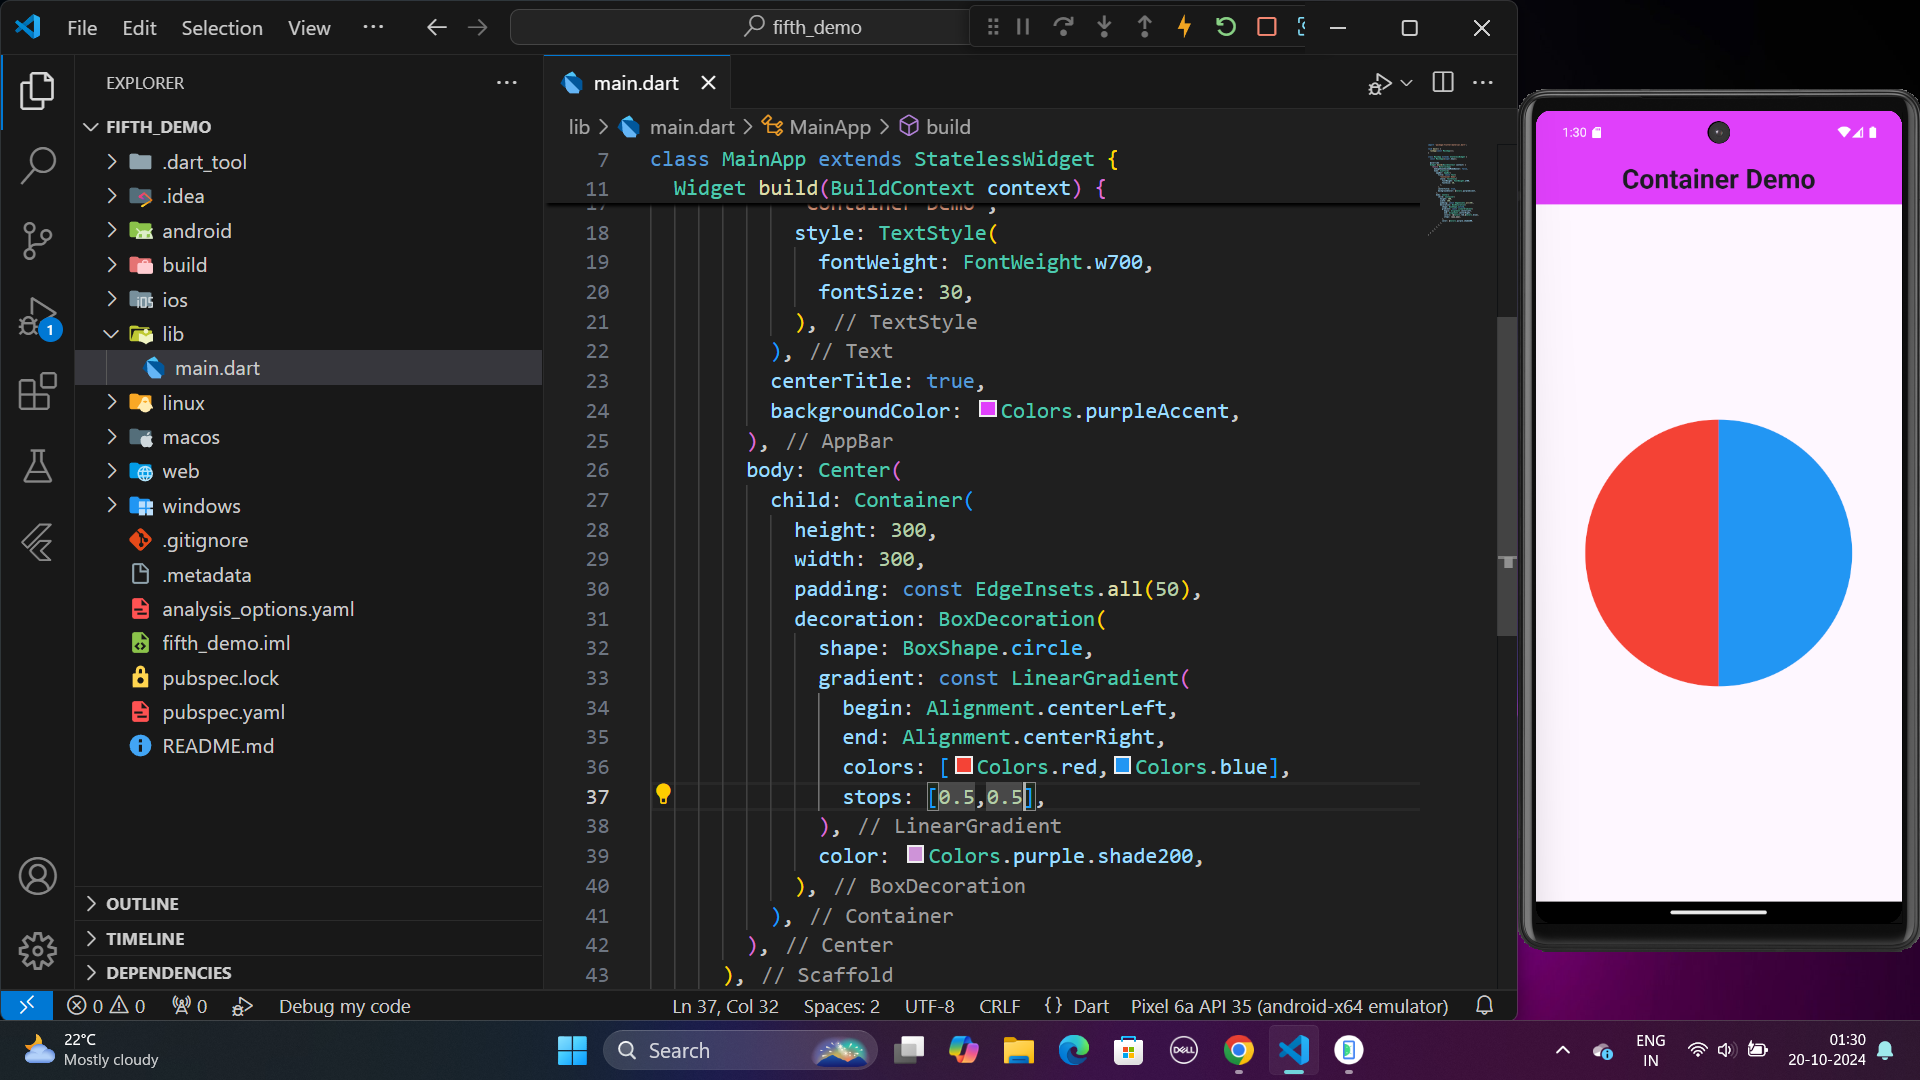 File Edit Selection View ··· fifth_demo
EXPLORER
main.dart
lib > main.dart > MainApp > build
FIFTH_DEMO
.dart_tool
.idea
android
build
ios
lib
main.dart
linux
macos
web
windows
.gitignore
.metadata
analysis_options.yaml
fifth_demo.iml
pubspec.lock
pubspec.yaml
README.md
OUTLINE
TIMELINE
DEPENDENCIES
1
7 class MainApp extends StatelessWidget {
11 Widget build(BuildContext context) {
17 "Container Demo",
18 style: TextStyle(
19 fontWeight: FontWeight.w700,
20 fontSize: 30,
21 ), // TextStyle
22 ), // Text
23 centerTitle: true,
24 backgroundColor: Colors.purpleAccent,
25 ), // AppBar
26 body: Center(
27 child: Container(
28 height: 300,
29 width: 300,
30 padding: const EdgeInsets.all(50),
31 decoration: BoxDecoration(
32 shape: BoxShape.circle,
33 gradient: const LinearGradient(
34 begin: Alignment.centerLeft,
35 end: Alignment.centerRight,
36 colors: [Colors.red,Colors.blue],
37 stops: [0.5,0.5],
38 ), // LinearGradient
39 color: Colors.purple.shade200,
40 ), // BoxDecoration
41 ), // Container
42 ), // Center
43 ), // Scaffold
0 0 0 Debug my code Ln 37, Col 32 Spaces: 2 UTF-8 CRLF {} Dart Pixel 6a API 35 (android-x64 emulator)
1:30
Container Demo
22°C
Mostly cloudy
Search
DELL
ENG
IN
01:30
20-10-2024